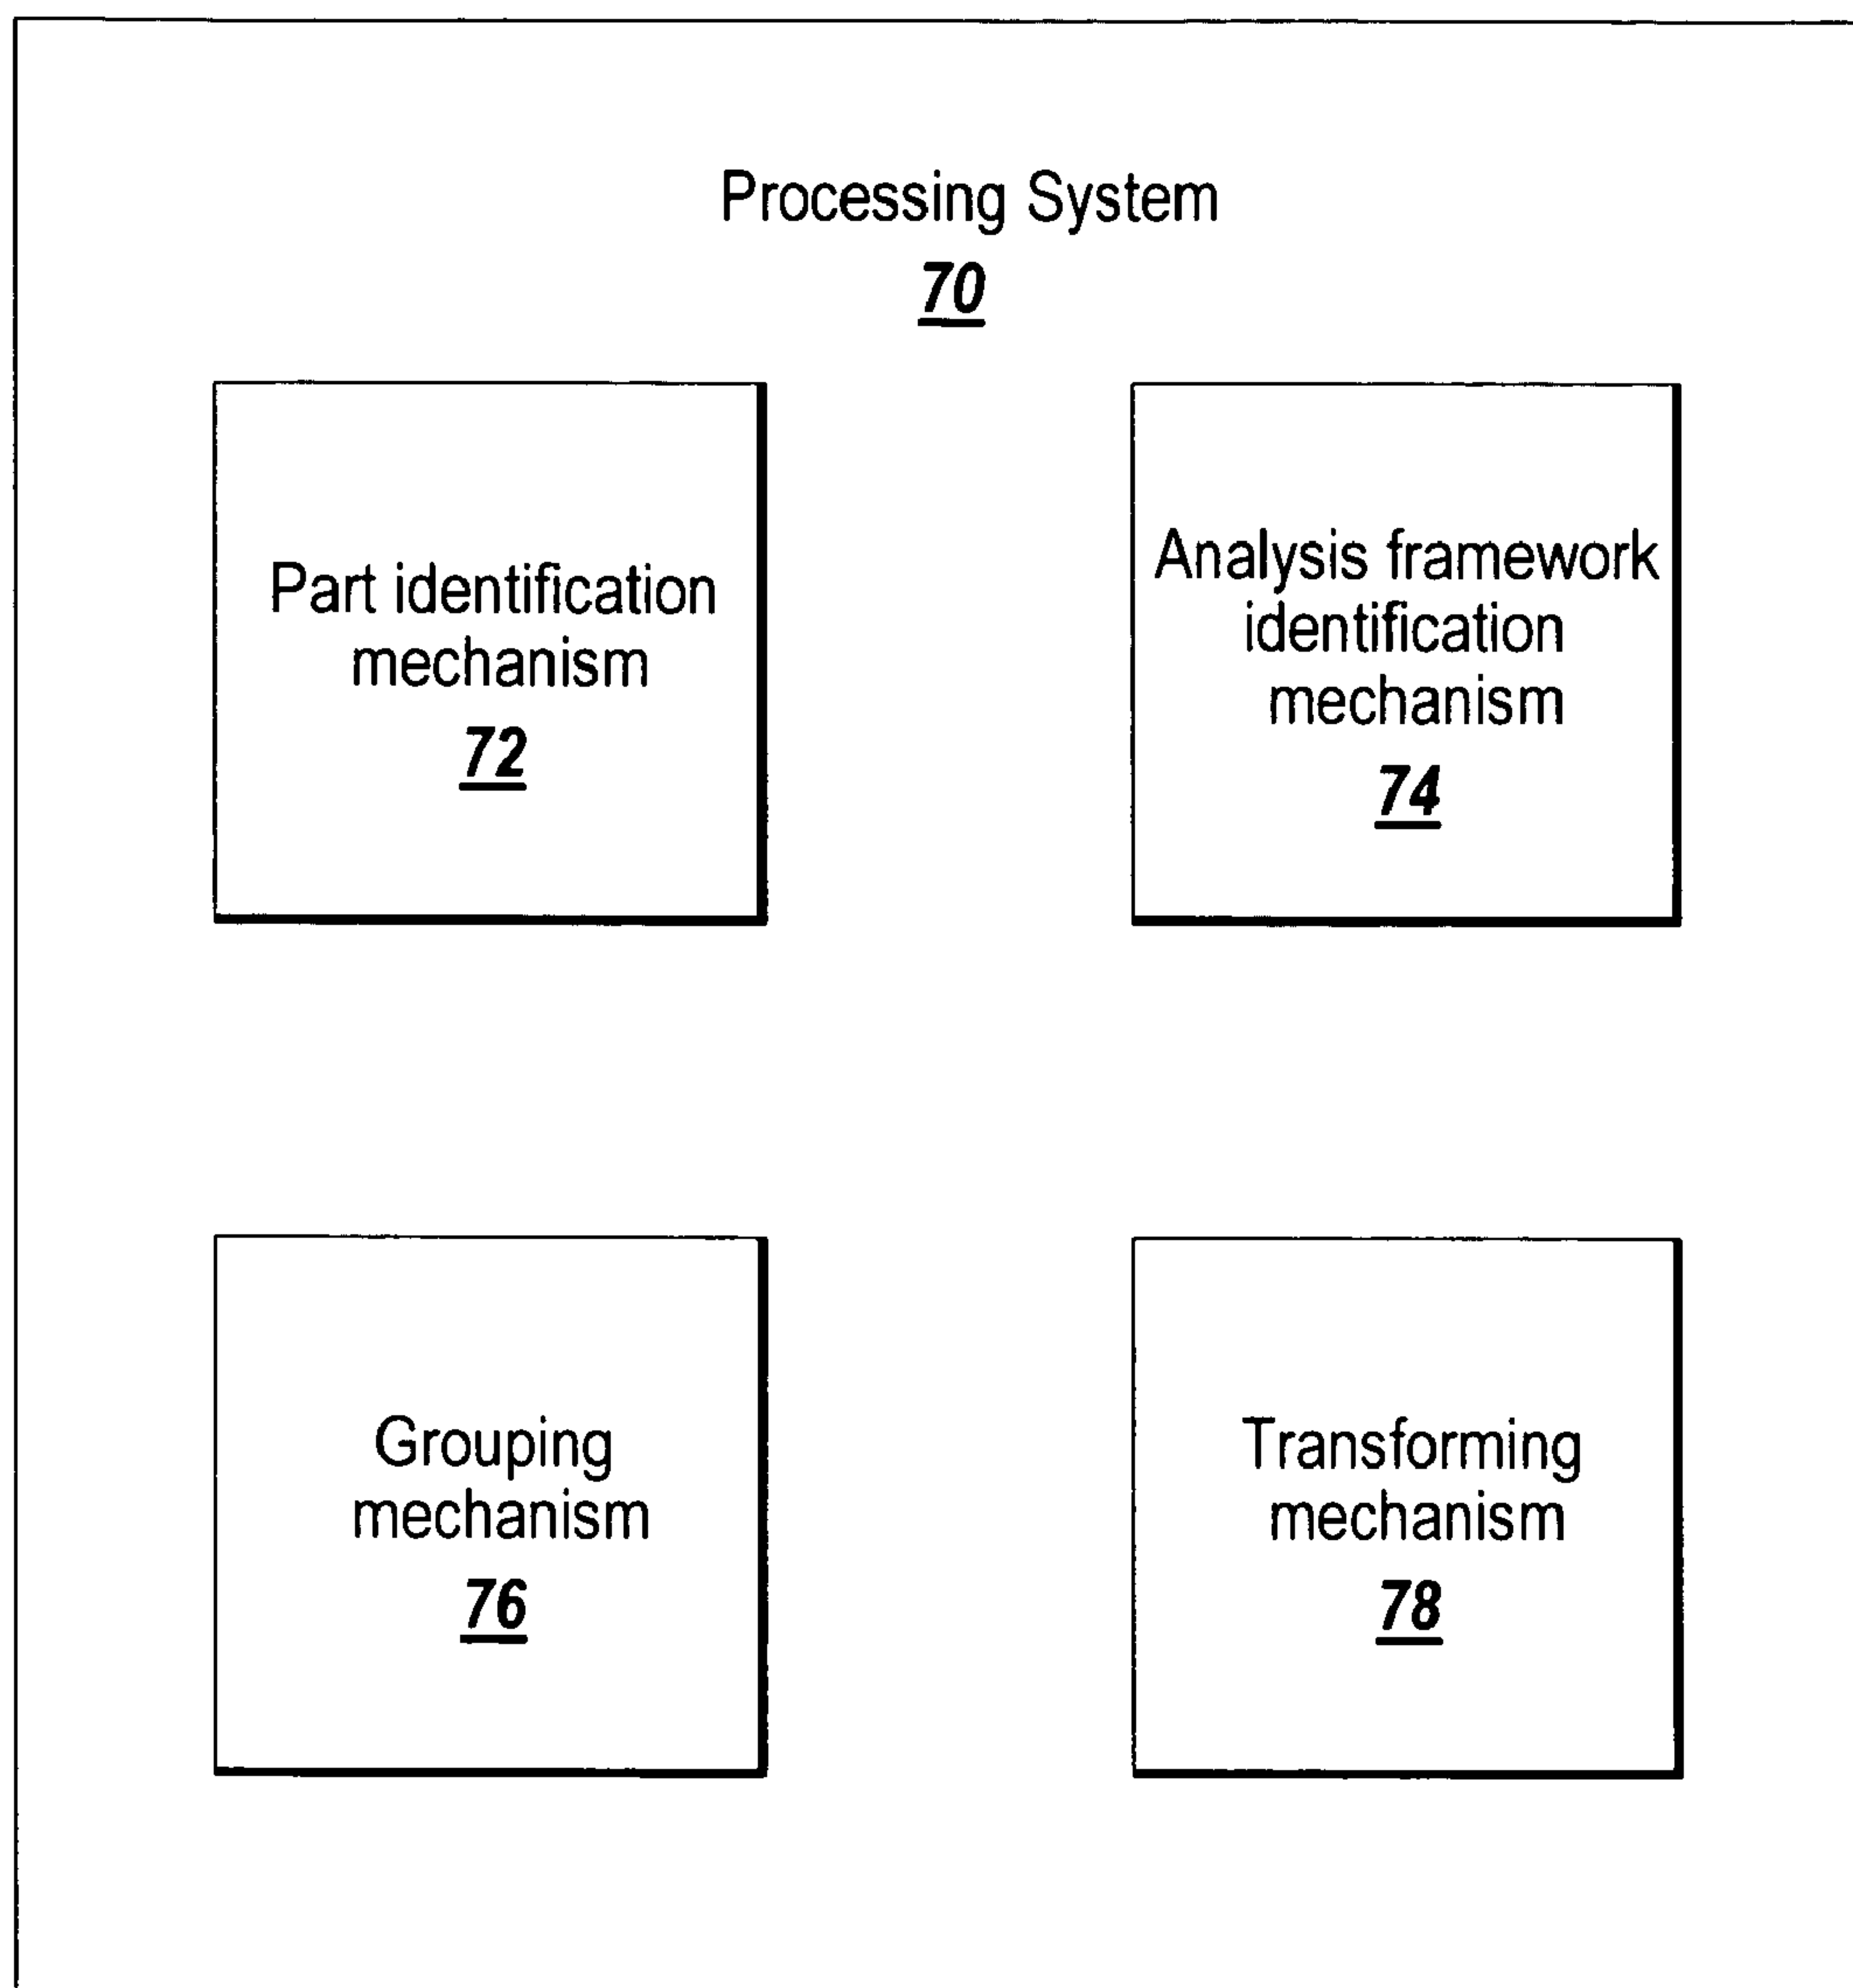 Processing System
70
Part identification
mechanism
72
Analysis framework
identification
mechanism
74
Grouping
mechanism
76
Transforming
mechanism
78